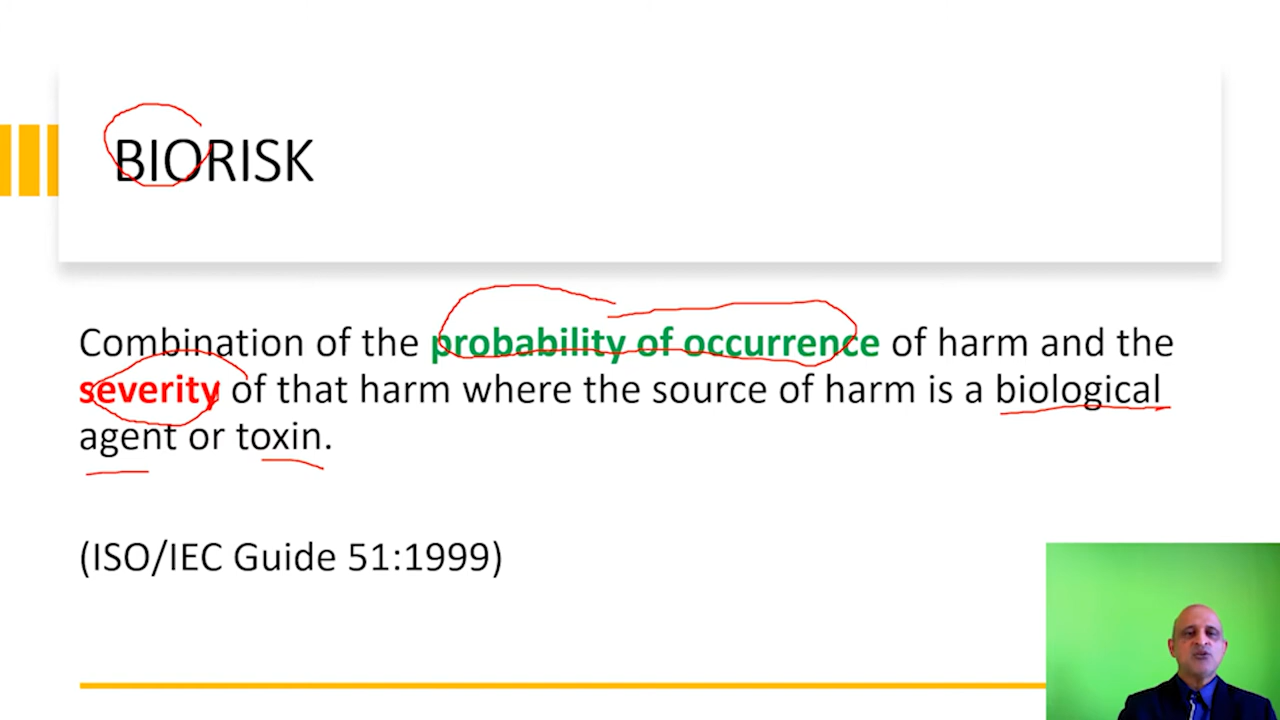 BIORISK
Combination of the probability of occurrence of harm and the
severity of that harm where the source of harm is a biological
agent or toxin.
(ISO/IEC Guide 51:1999)